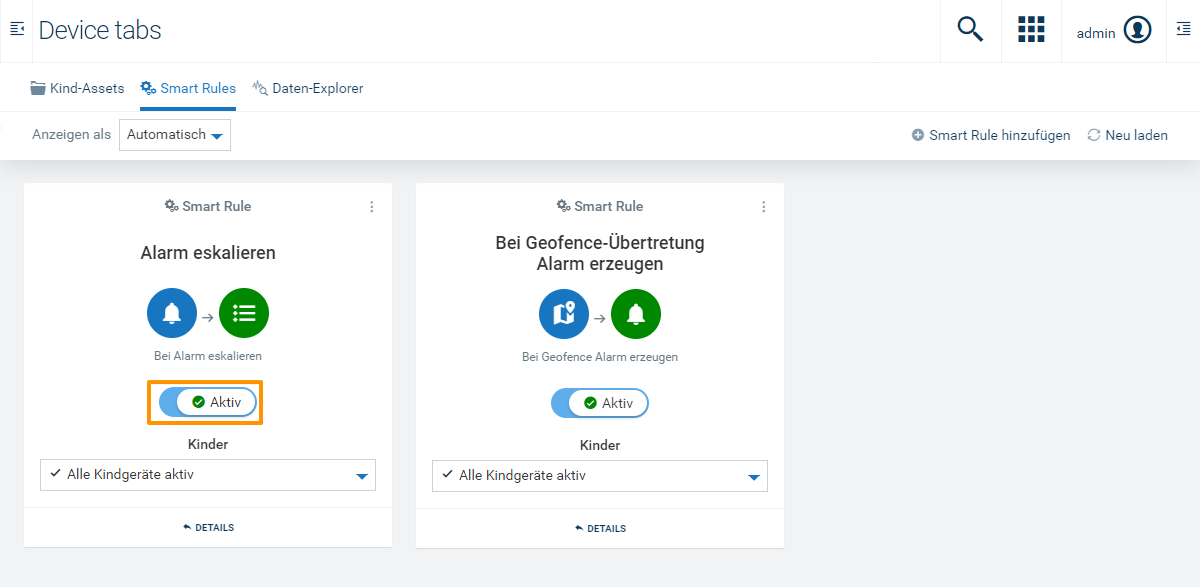 Device tabs
admin
Kind-Assets
Smart Rules
Daten-Explorer
Anzeigen als
Automatisch
Smart Rule hinzufügen
Neu laden
Smart Rule
Alarm eskalieren
Bei Alarm eskalieren
Aktiv
Kinder
Alle Kindgeräte aktiv
DETAILS
Smart Rule
Bei Geofence-Übertretung
Alarm erzeugen
Bei Geofence Alarm erzeugen
Aktiv
Kinder
Alle Kindgeräte aktiv
DETAILS